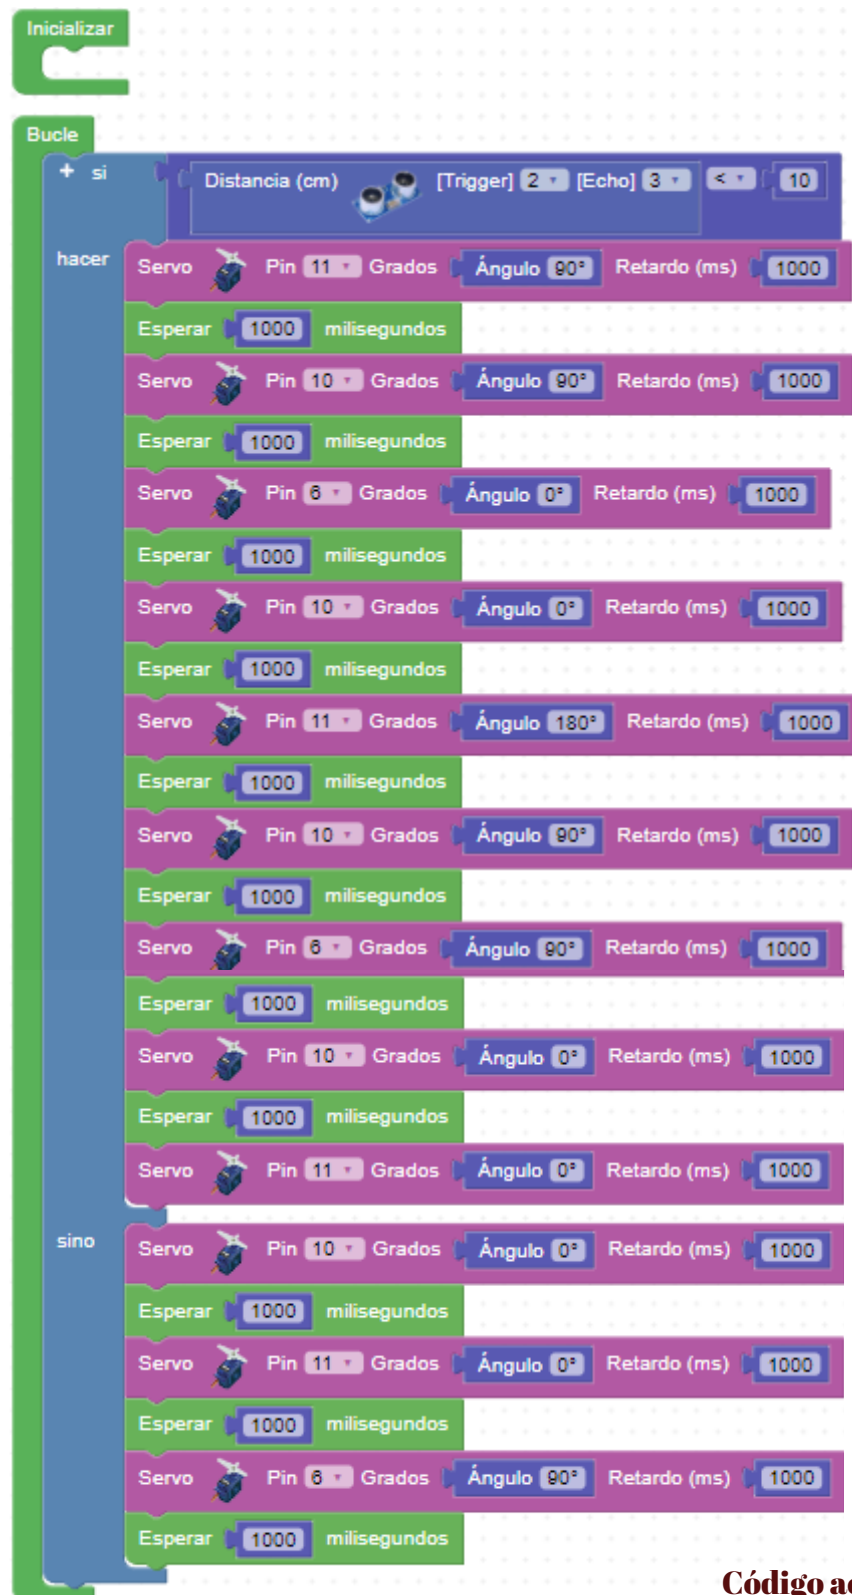 Inicializar
Bucle
+ si Distancia (cm) [Trigger] 2 [Echo] 3 < 10
hacer Servo Pin 11 Grados Ángulo 90° Retardo (ms) 1000
Esperar 1000 milisegundos
Servo Pin 10 Grados Ángulo 90° Retardo (ms) 1000
Esperar 1000 milisegundos
Servo Pin 6 Grados Ángulo 0° Retardo (ms) 1000
Esperar 1000 milisegundos
Servo Pin 10 Grados Ángulo 0° Retardo (ms) 1000
Esperar 1000 milisegundos
Servo Pin 11 Grados Ángulo 180° Retardo (ms) 1000
Esperar 1000 milisegundos
Servo Pin 10 Grados Ángulo 90° Retardo (ms) 1000
Esperar 1000 milisegundos
Servo Pin 6 Grados Ángulo 90° Retardo (ms) 1000
Esperar 1000 milisegundos
Servo Pin 10 Grados Ángulo 0° Retardo (ms) 1000
Esperar 1000 milisegundos
Servo Pin 11 Grados Ángulo 0° Retardo (ms) 1000
sino Servo Pin 10 Grados Ángulo 0° Retardo (ms) 1000
Esperar 1000 milisegundos
Servo Pin 11 Grados Ángulo 0° Retardo (ms) 1000
Esperar 1000 milisegundos
Servo Pin 6 Grados Ángulo 90° Retardo (ms) 1000
Esperar 1000 milisegundos
Código